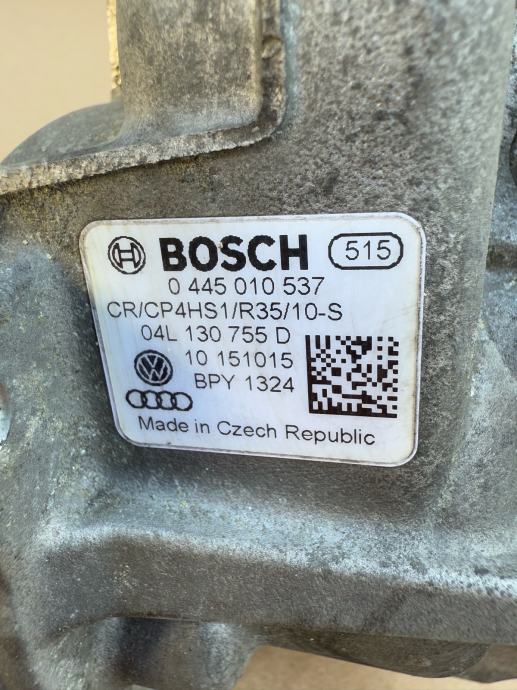 BOSCH 515
0 445 010 537
CR/CP4HS1/R35/10-S
04L 130 755 D
10 151015
BPY 1324
Made in Czech Republic